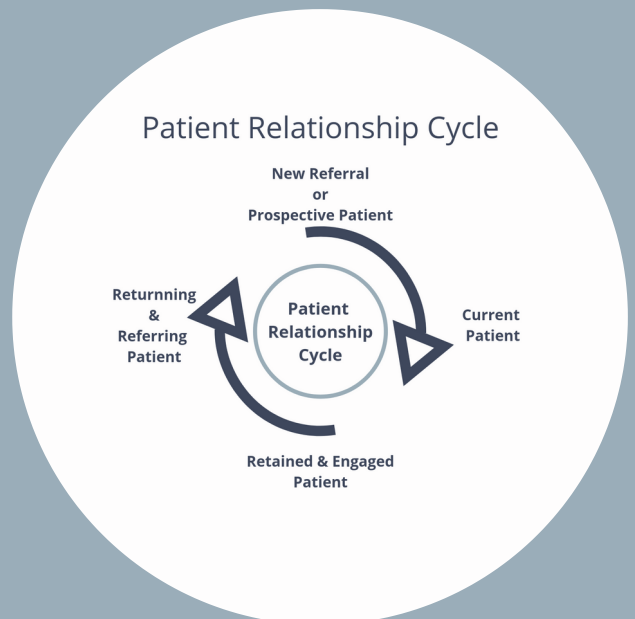 Patient Relationship Cycle
New Referral
or
Prospective Patient
Returnning
&
Referring
Patient
Patient
Relationship
Cycle
Current
Patient
Retained & Engaged
Patient